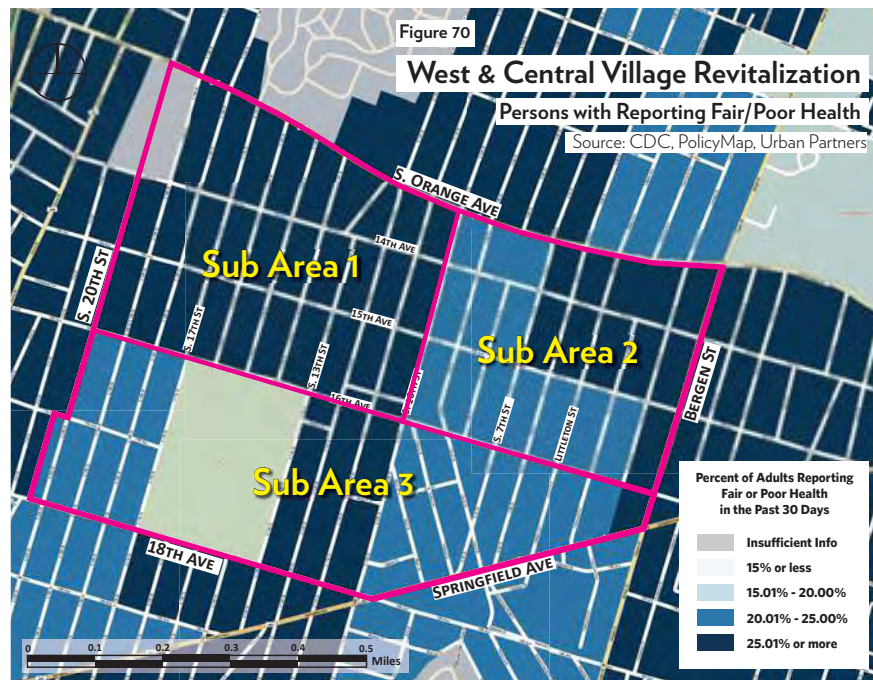 Figure 70
West & Central Village Revitalization
Persons with Reporting Fair/Poor Health
Source: CDC, PolicyMap, Urban Partners
S. ORANGE AVE
14TH AVE
Sub Area 1
S. 20TH ST
15TH AVE
S. 17TH ST
Sub Area 2
S. 13TH ST
BERGEN ST
16TH AVE
S. 7TH ST
LITTLETON ST
Sub Area 3
18TH AVE
SPRINGFIELD AVE
Percent of Adults Reporting
Fair or Poor Health
in the Past 30 Days
Insufficient Info
15% or less
15.01% - 20.00%
20.01% - 25.00%
25.01% or more
0 0.1 0.2 0.3 0.4 0.5
Miles